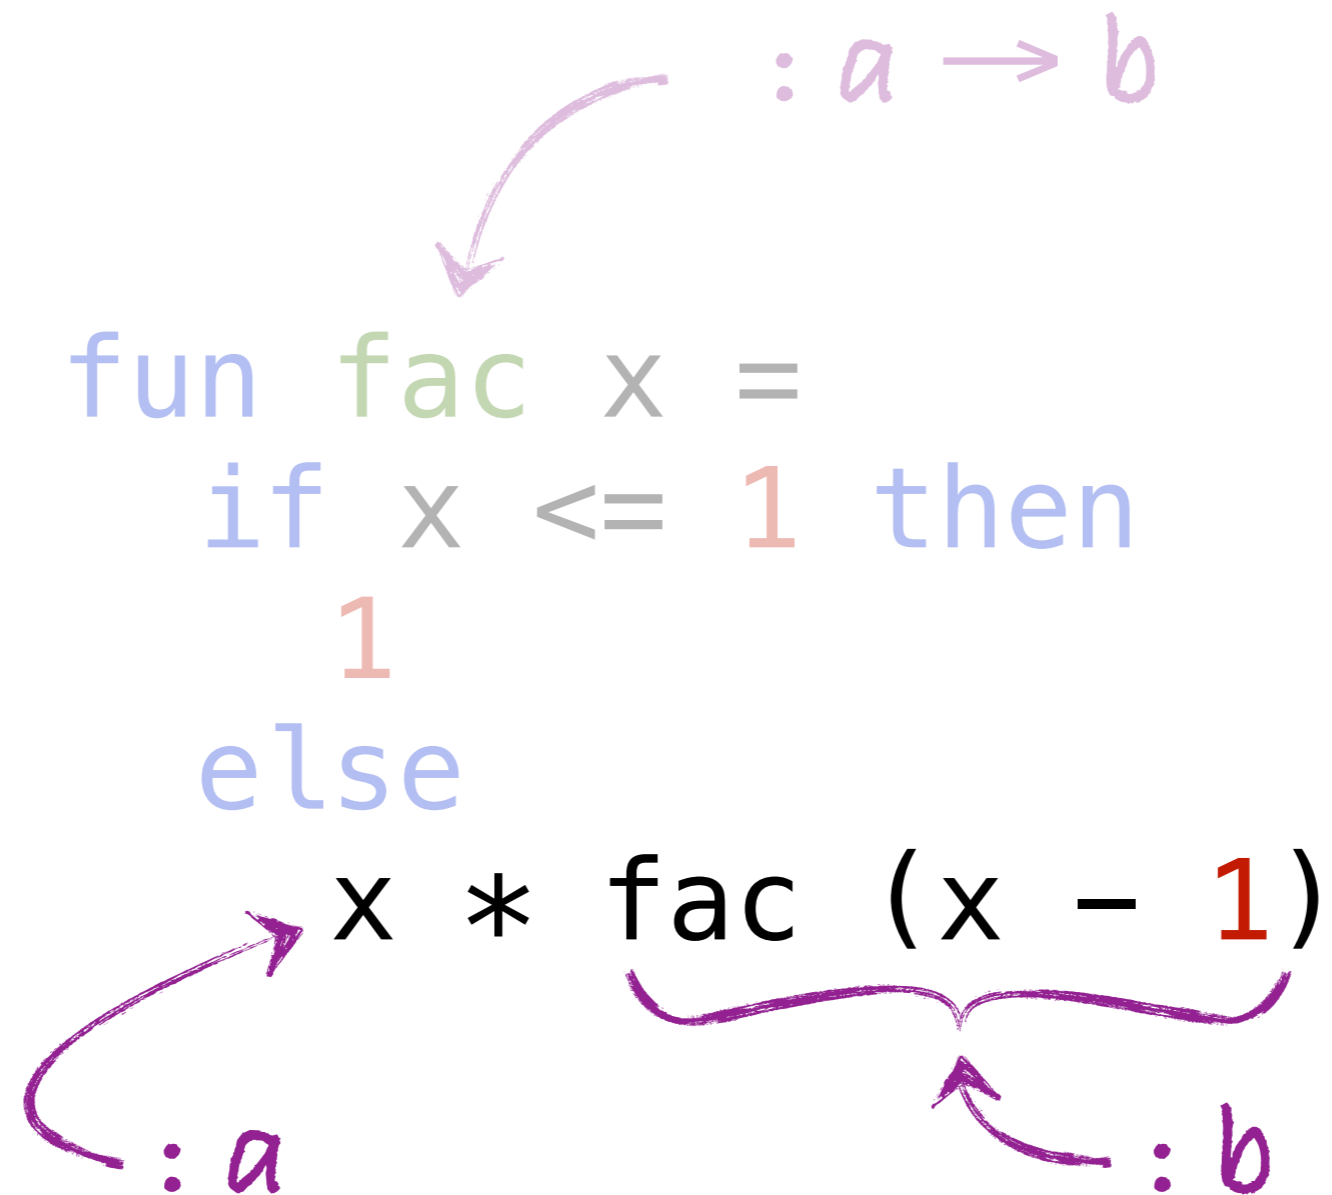 : a → b
fun fac x =
if x <= 1 then
1
else
x * fac (x - 1)
: a
: b